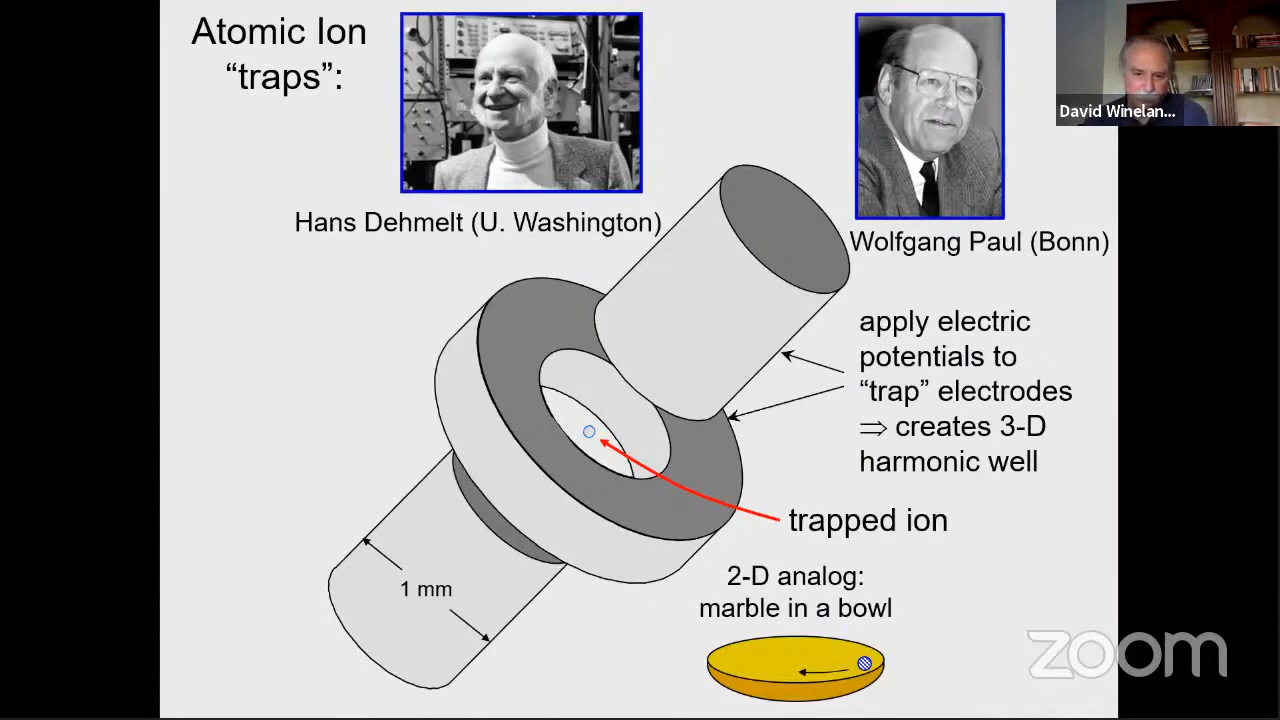 Atomic Ion
“traps”:
David Winelan...
Hans Dehmelt (U. Washington)
Wolfgang Paul (Bonn)
apply electric
potentials to
“trap” electrodes
⇒ creates 3-D
harmonic well
trapped ion
2-D analog:
marble in a bowl
1 mm
zoom